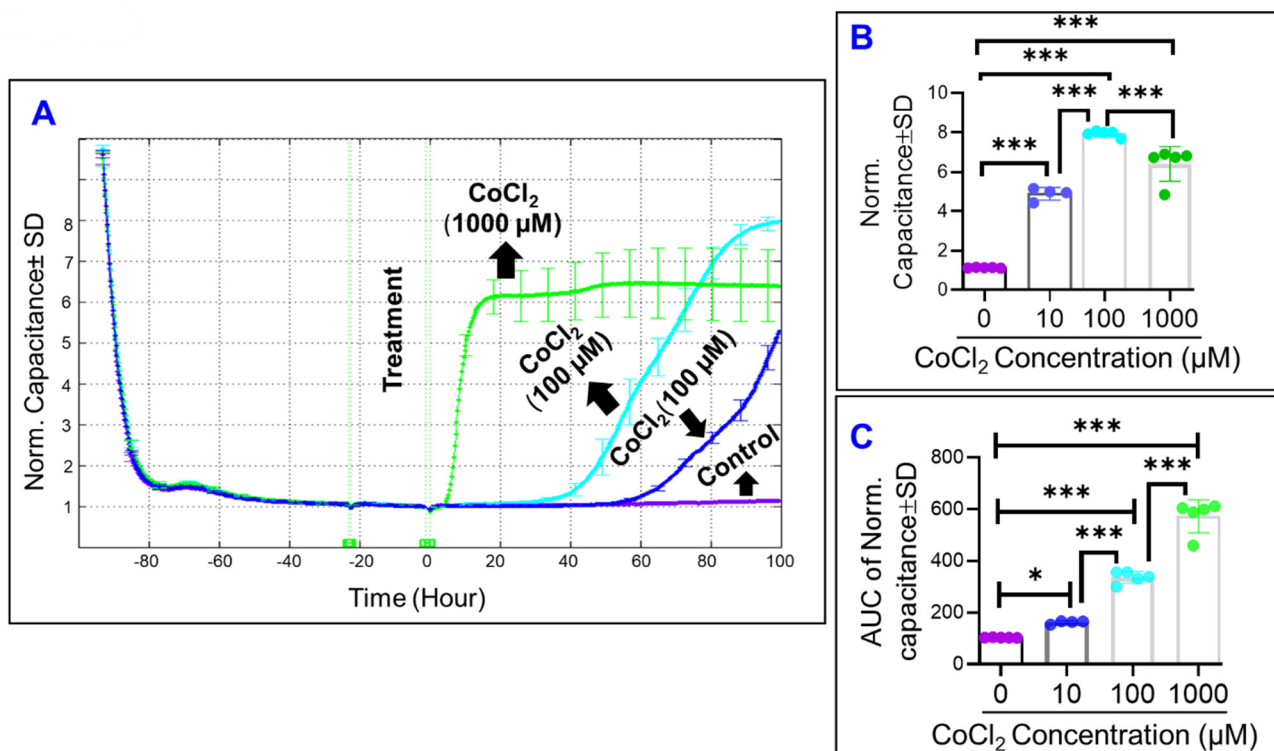 A
Norm. Capacitance± SD
8
7
6
5
4
3
2
1
-80
-60
-40
-20
0
20
40
60
80
100
Time (Hour)
Treatment
CoCl₂
(1000 µM)
CoCl₂
(100 µM)
CoCl₂(100 µM)
Control
B
***
***
***
***
***
Norm.
Capacitance±SD
10
8
6
4
2
0
0
10
100
1000
CoCl₂ Concentration (µM)
C
***
***
***
***
*
AUC of Norm.
capacitance±SD
800
600
400
200
0
0
10
100
1000
CoCl₂ Concentration (µM)